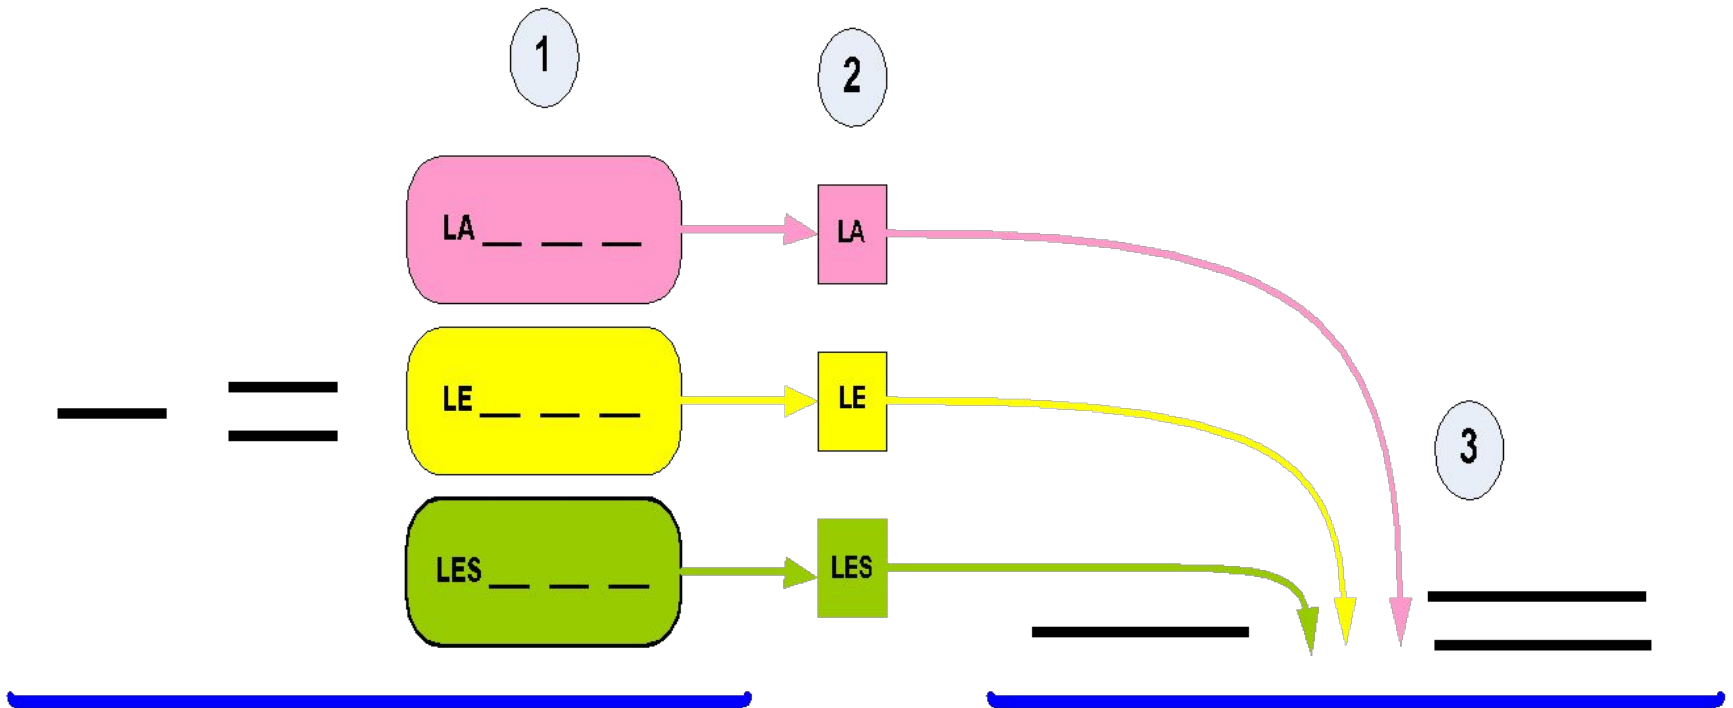 1
2
LA _ _ _
LA
LE _ _ _
LE
3
LES _ _ _
LES